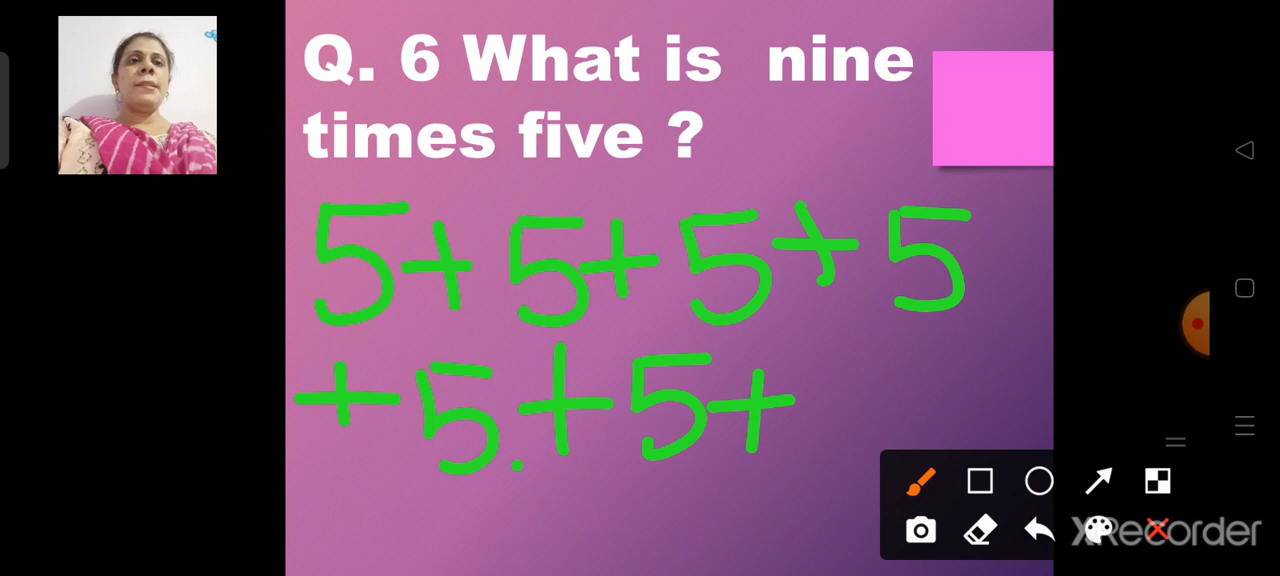 Q. 6 What is nine
times five ?
5+ 5+5+5
+5.+5+
XRecorder